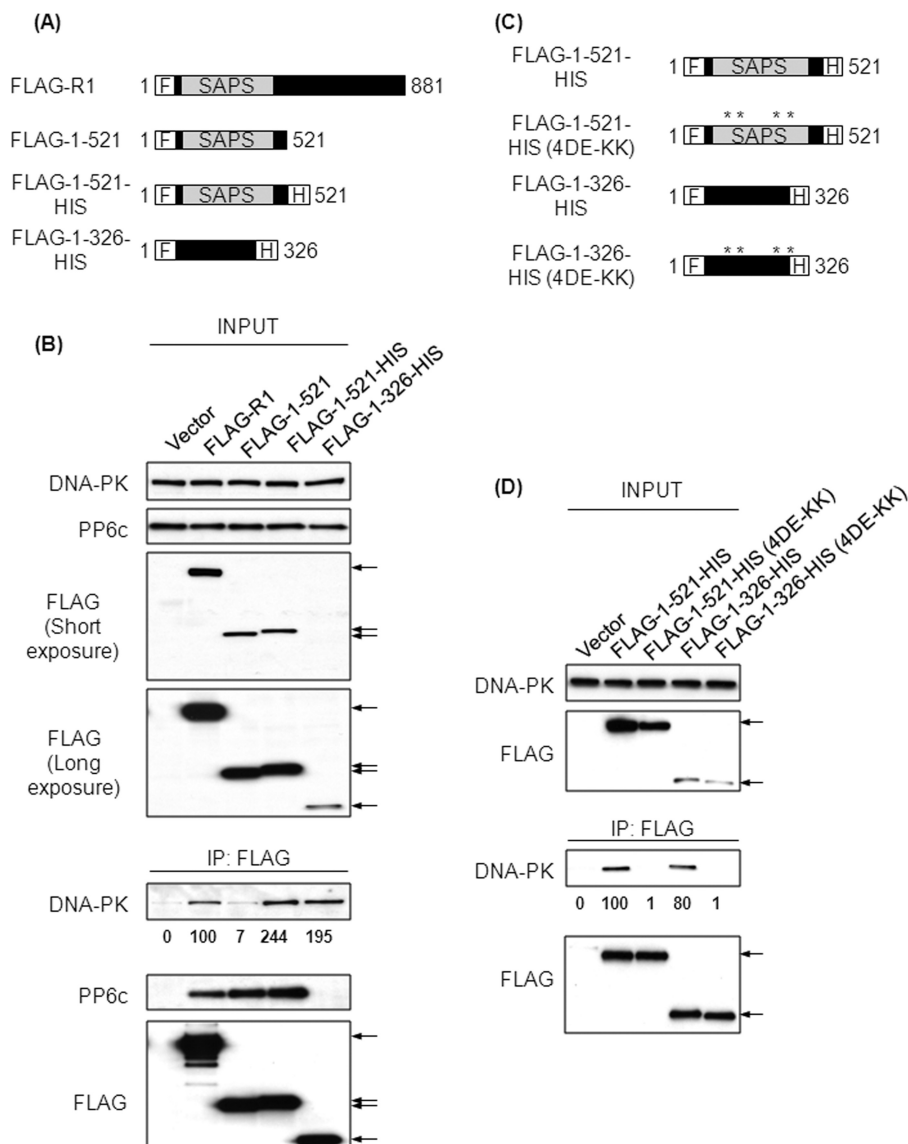 (A)
FLAG-R1
1 F SAPS 881
FLAG-1-521
1 F SAPS 521
FLAG-1-521-
HIS
1 F SAPS H 521
FLAG-1-326-
HIS
1 F H 326
(B)
INPUT
Vector
FLAG-R1
FLAG-1-521
FLAG-1-521-HIS
FLAG-1-326-HIS
DNA-PK
PP6c
FLAG
(Short
exposure)
FLAG
(Long
exposure)
IP: FLAG
DNA-PK
0 100 7 244 195
PP6c
FLAG
(C)
FLAG-1-521-
HIS
1 F SAPS H 521
FLAG-1-521-
HIS (4DE-KK)
* * * *
1 F SAPS H 521
FLAG-1-326-
HIS
1 F H 326
FLAG-1-326-
HIS (4DE-KK)
* * * *
1 F H 326
(D)
INPUT
Vector
FLAG-1-521-HIS
FLAG-1-521-HIS (4DE-KK)
FLAG-1-326-HIS
FLAG-1-326-HIS (4DE-KK)
DNA-PK
FLAG
IP: FLAG
DNA-PK
0 100 1 80 1
FLAG